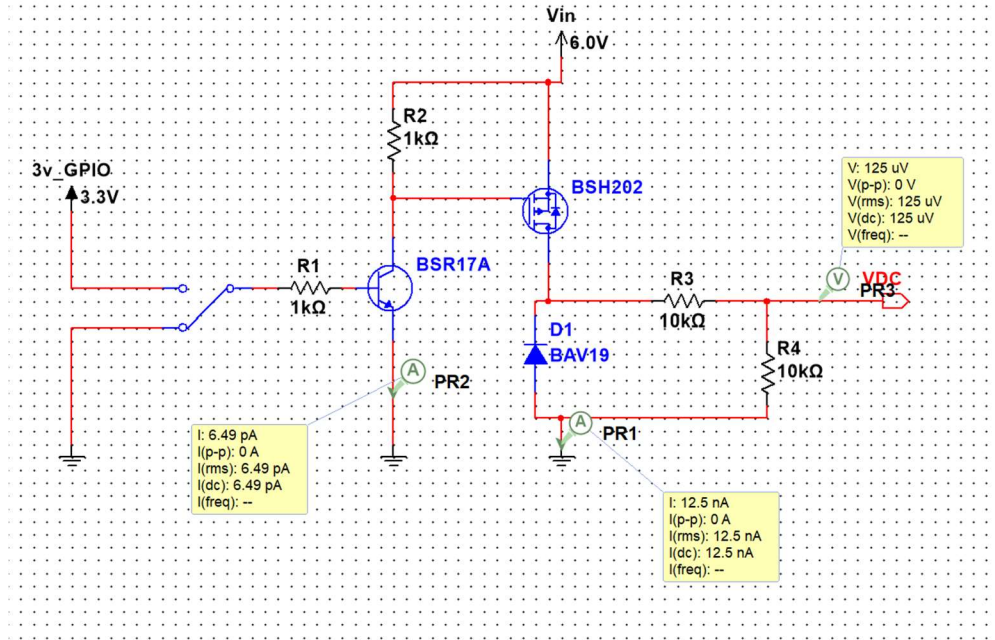 Vin
6.0V
R2
1kΩ
3v_GPIO
3.3V
BSH202
V: 125 uV
V(p-p): 0 V
V(rms): 125 uV
V(dc): 125 uV
V(freq): --
R1
1kΩ
BSR17A
R3
10kΩ
V
VDC
PR3
D1
BAV19
R4
10kΩ
A
PR2
A
PR1
I: 6.49 pA
I(p-p): 0 A
I(rms): 6.49 pA
I(dc): 6.49 pA
I(freq): --
I: 12.5 nA
I(p-p): 0 A
I(rms): 12.5 nA
I(dc): 12.5 nA
I(freq): --